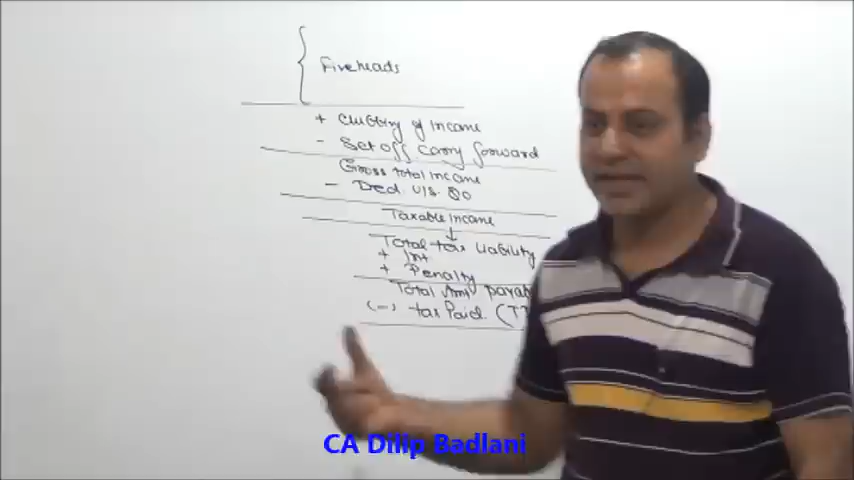 Five heads
+ clubbing of income
- Set off carry forward
Gross total income
- Ded. u/s. 80
Taxable income
Total tax liability
+ Int
+ Penalty
Total Amt payab
(-) tax Paid. (T
CA Dilip Badlani